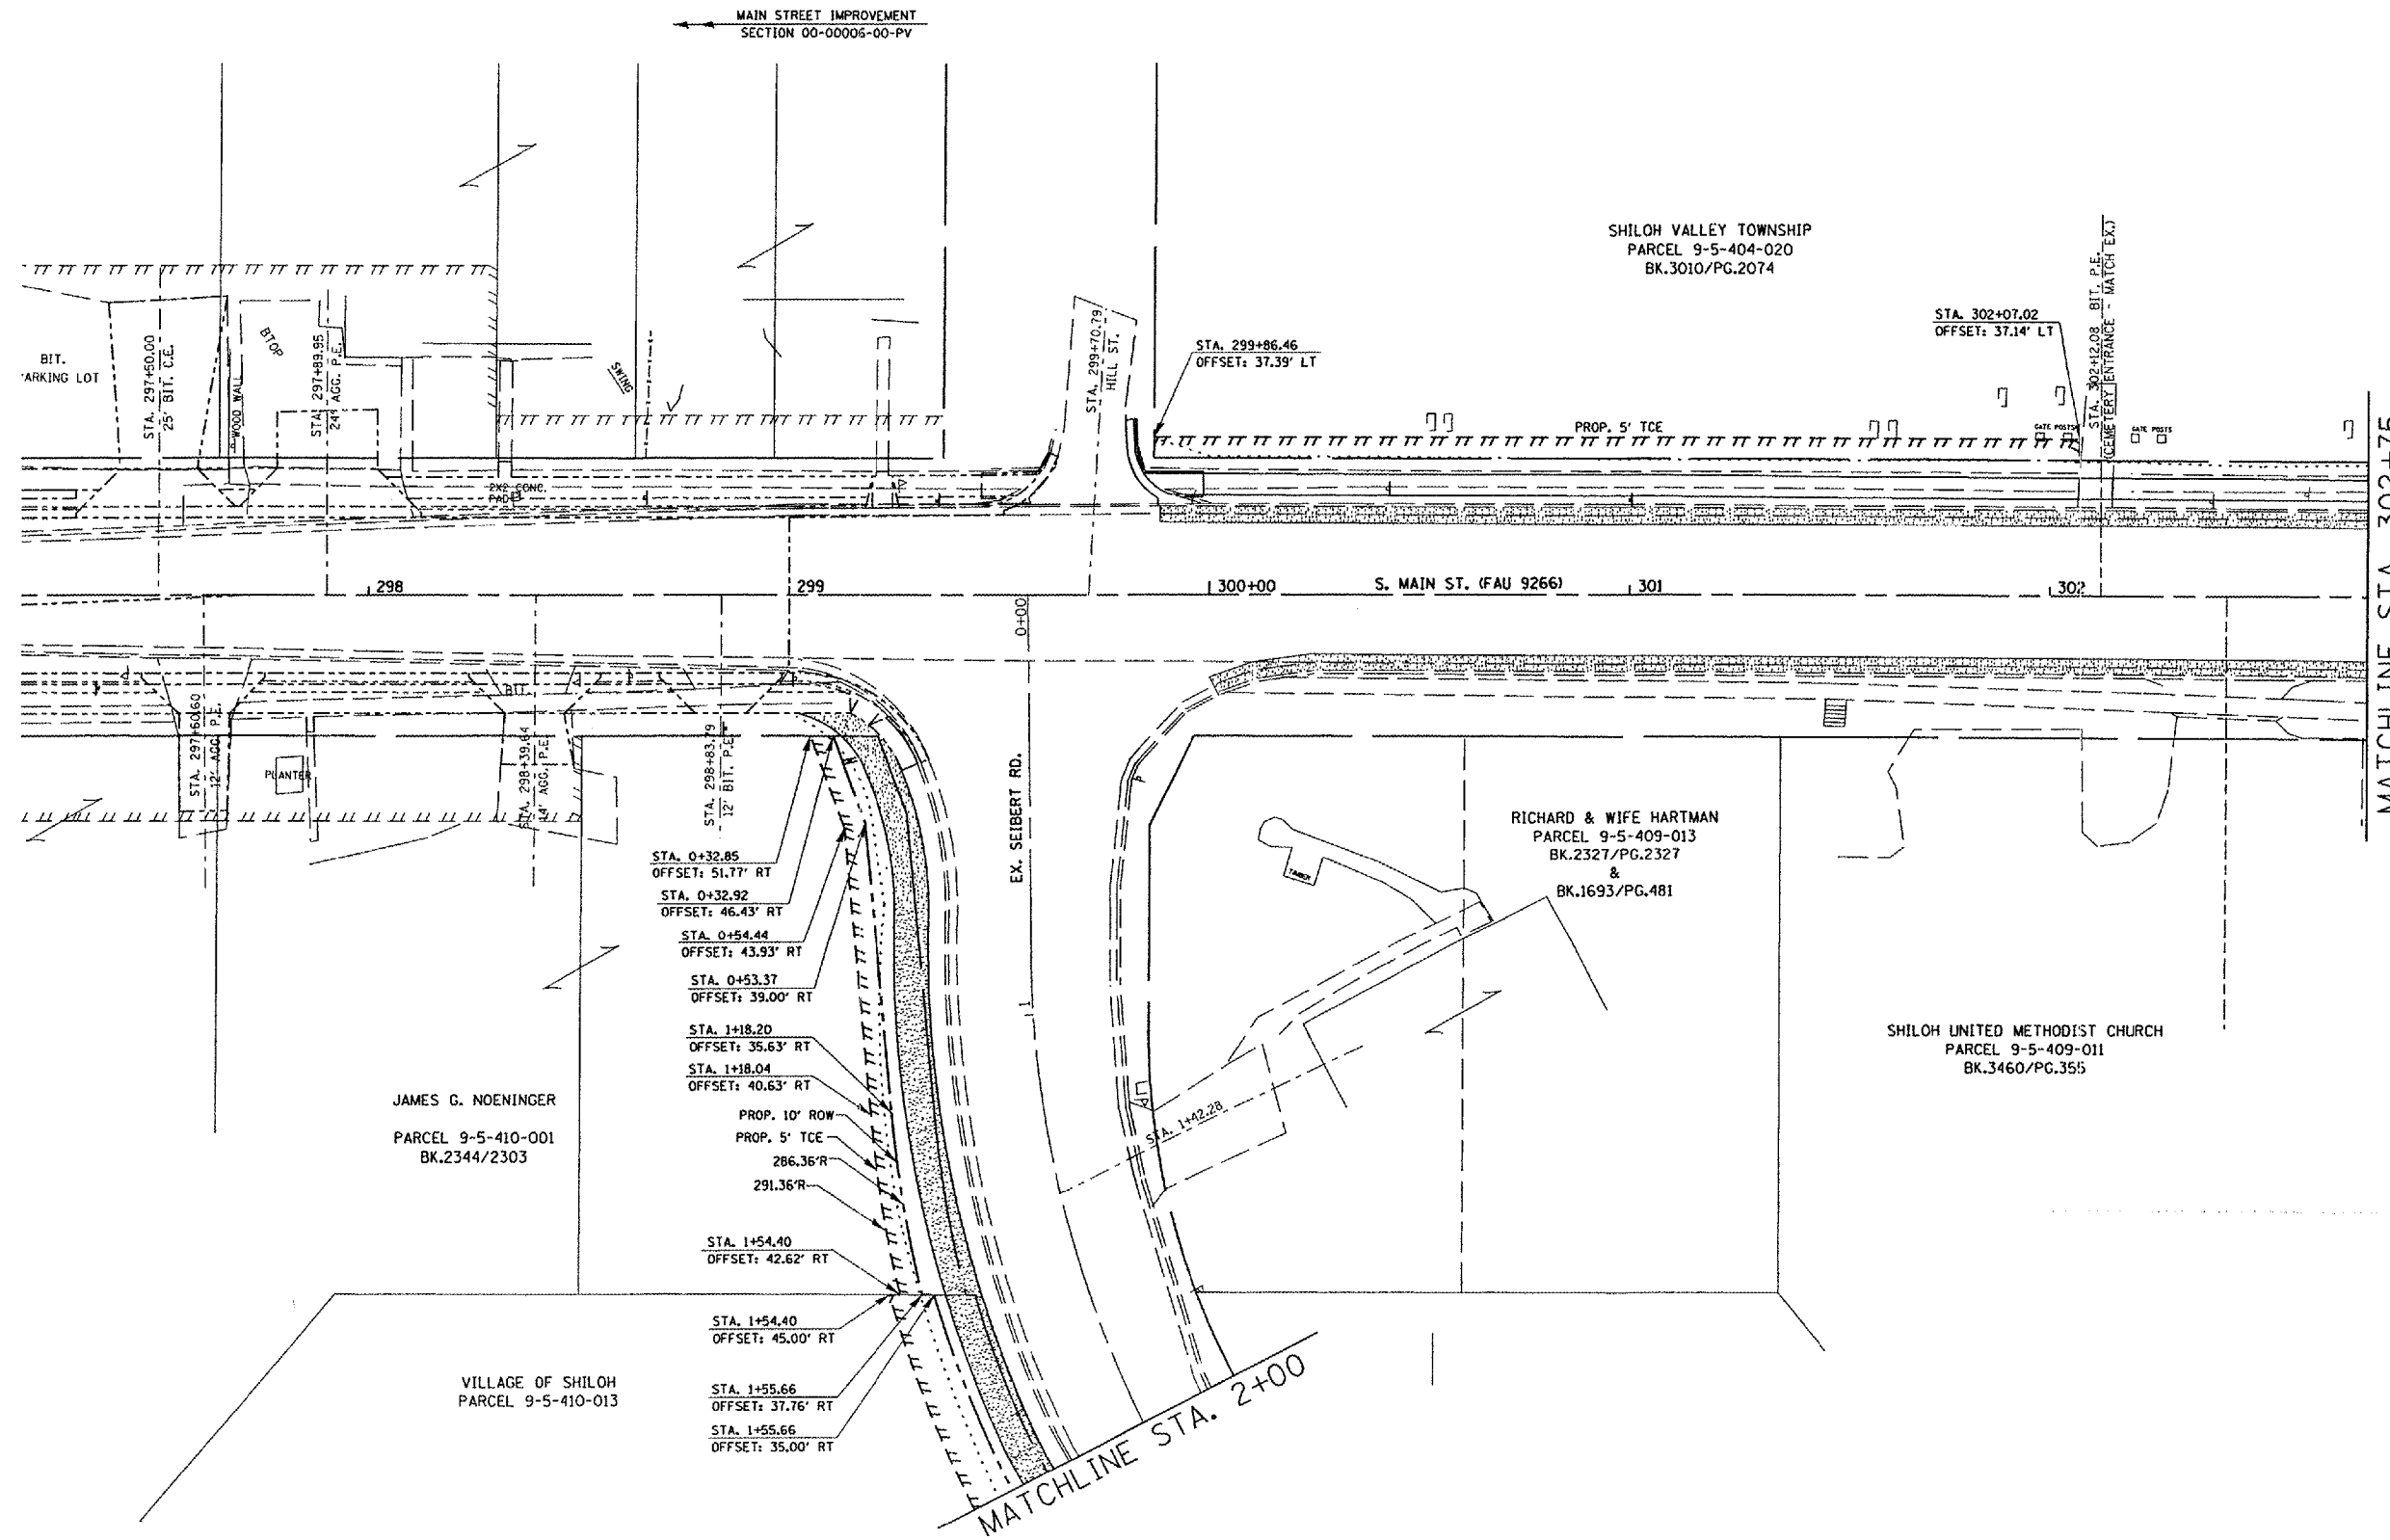 MAIN STREET IMPROVEMENT
SECTION 00-00006-00-PV
SHILOH VALLEY TOWNSHIP
PARCEL 9-5-404-020
BK.3010/PG.2074
STA. 302+07.02
OFFSET: 37.14' LT
STA. 302+12.08 BIT. P.E.
(CEMETERY ENTRANCE - MATCH EX.)
STA. 299+86.46
OFFSET: 37.39' LT
STA. 299+70.79
HILL ST.
BIT.
ARKING LOT
STA. 297+50.00
25' BIT. C.E.
WOOD WALL
BTOP
STA. 297+89.95
24' AGG. P.E.
SWING
PROP. 5' TCE
GATE POSTS
GATE POSTS
2X2 CONC.
PAD
298
299
300+00
S. MAIN ST. (FAU 9266)
301
302
MATCHLINE STA. 302+75
0+00
EX. SEIBERT RD.
1
STA. 297+60.60
12' AGG. P.E.
PLANTER
BIT.
STA. 298+39.64
14' AGG. P.E.
STA. 298+83.79
12' BIT. P.E.
STA. 0+32.85
OFFSET: 51.77' RT
STA. 0+32.92
OFFSET: 46.43' RT
STA. 0+54.44
OFFSET: 43.93' RT
STA. 0+53.37
OFFSET: 39.00' RT
STA. 1+18.20
OFFSET: 35.63' RT
STA. 1+18.04
OFFSET: 40.63' RT
PROP. 10' ROW
PROP. 5' TCE
286.36'R
291.36'R
STA. 1+54.40
OFFSET: 42.62' RT
STA. 1+54.40
OFFSET: 45.00' RT
STA. 1+55.66
OFFSET: 37.76' RT
STA. 1+55.66
OFFSET: 35.00' RT
RICHARD & WIFE HARTMAN
PARCEL 9-5-409-013
BK.2327/PG.2327
&
BK.1693/PG.481
STA. 1+42.28
SHILOH UNITED METHODIST CHURCH
PARCEL 9-5-409-011
BK.3460/PG.355
JAMES G. NOENINGER
PARCEL 9-5-410-001
BK.2344/2303
VILLAGE OF SHILOH
PARCEL 9-5-410-013
MATCHLINE STA. 2+00